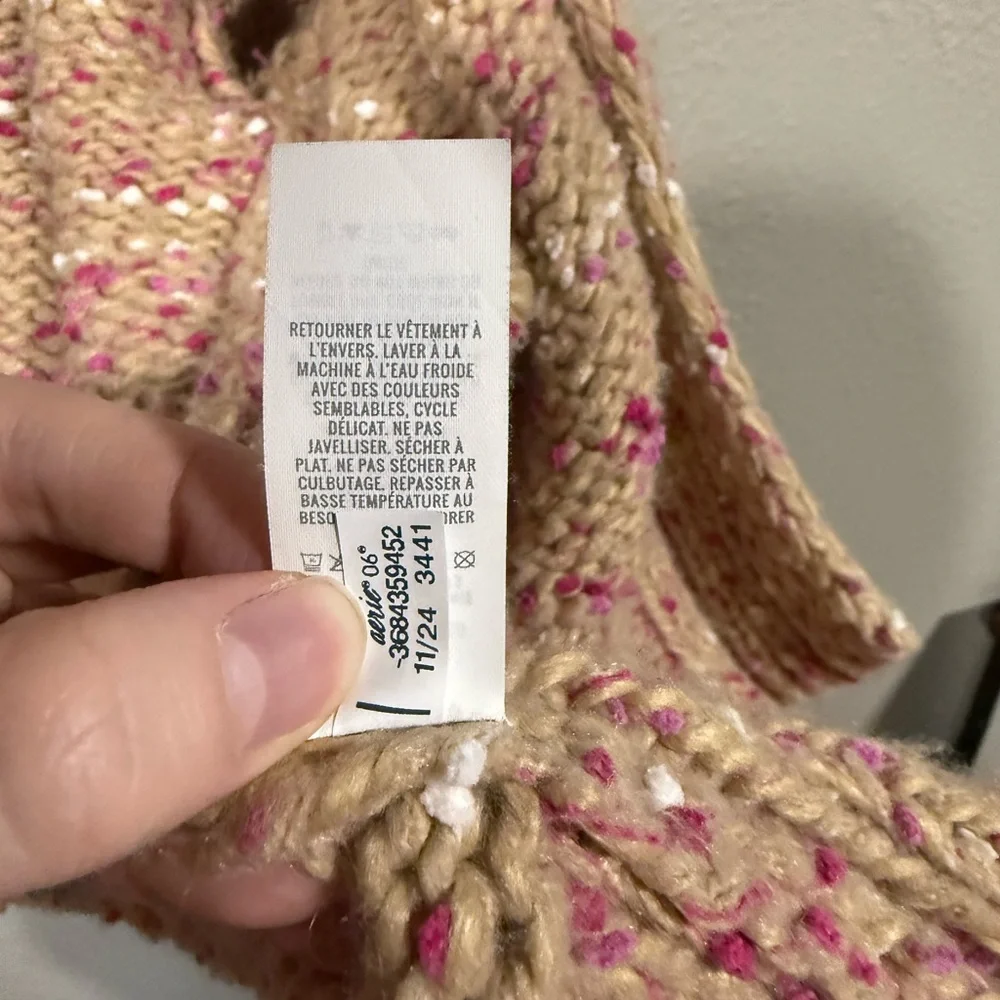 RETOURNER LE VÊTEMENT À
L'ENVERS. LAVER À LA
MACHINE À L'EAU FROIDE
AVEC DES COULEURS
SEMBLABLES, CYCLE
DÉLICAT. NE PAS
JAVELLISER. SÉCHER À
PLAT. NE PAS SÉCHER PAR
CULBUTAGE. REPASSER À
BASSE TEMPÉRATURE AU
aerie® 06°
-3684359452
11/24 3441